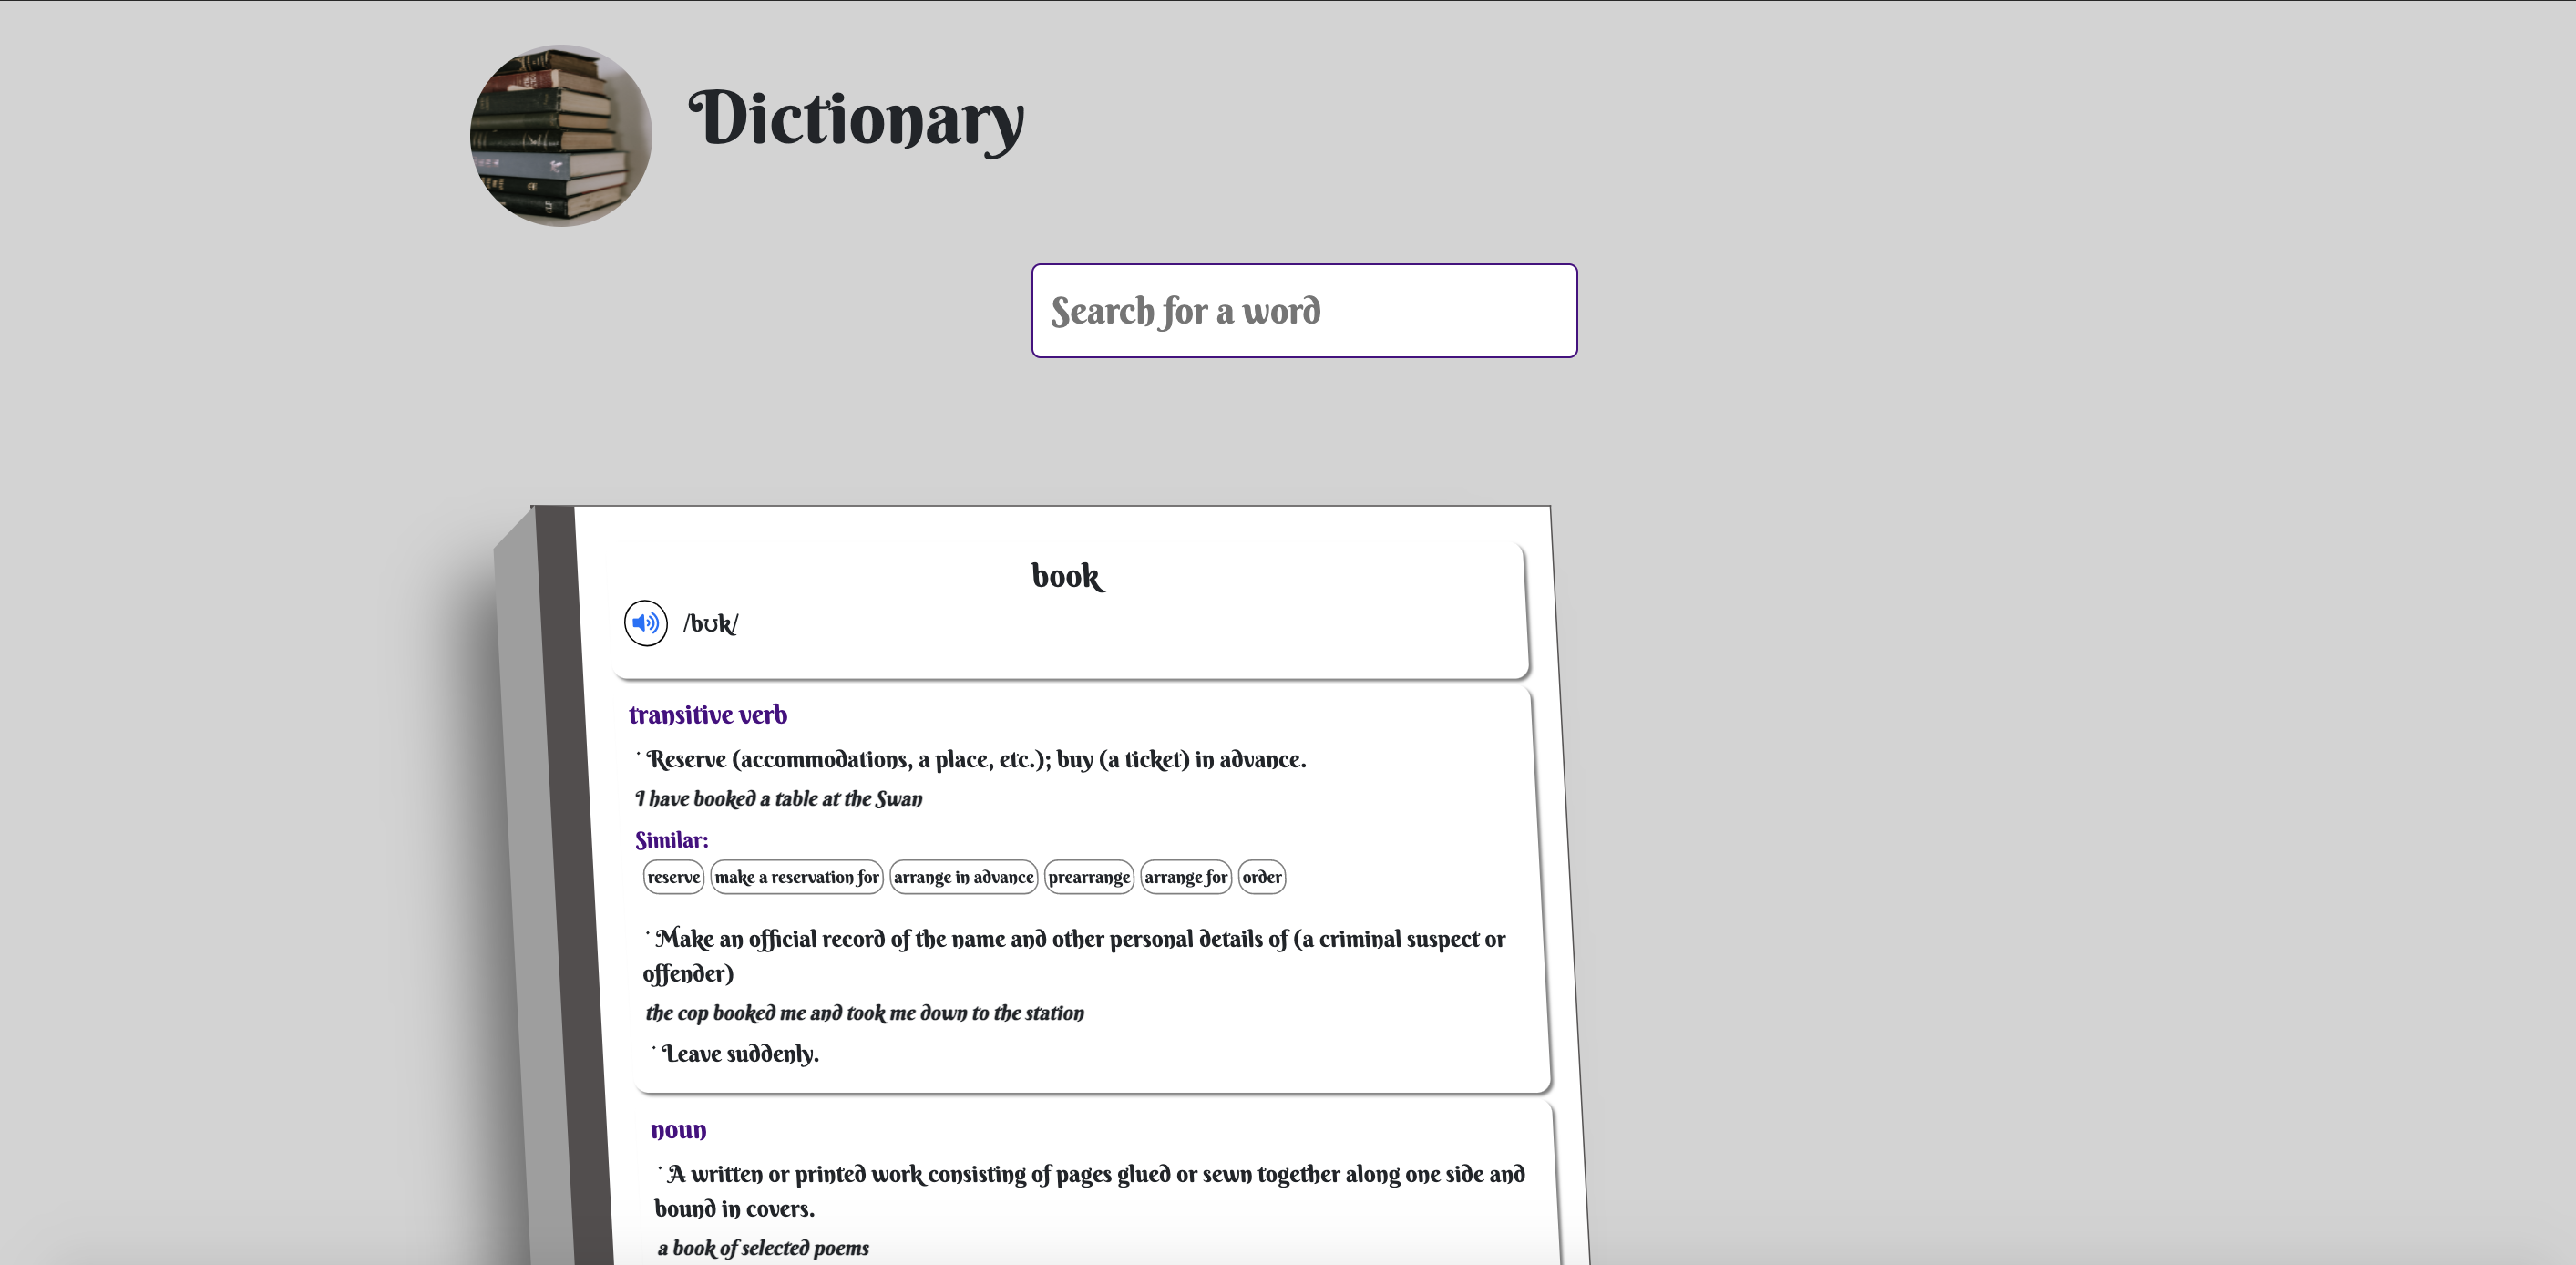 Dictionary
Search for a word
book
/bʊk/
transitive verb
· Reserve (accommodations, a place, etc.); buy (a ticket) in advance.
I have booked a table at the Swan
Similar:
reserve make a reservation for arrange in advance prearrange arrange for order
· Make an official record of the name and other personal details of (a criminal suspect or
offender)
the cop booked me and took me down to the station
· Leave suddenly.
noun
· A written or printed work consisting of pages glued or sewn together along one side and
bound in covers.
a book of selected poems